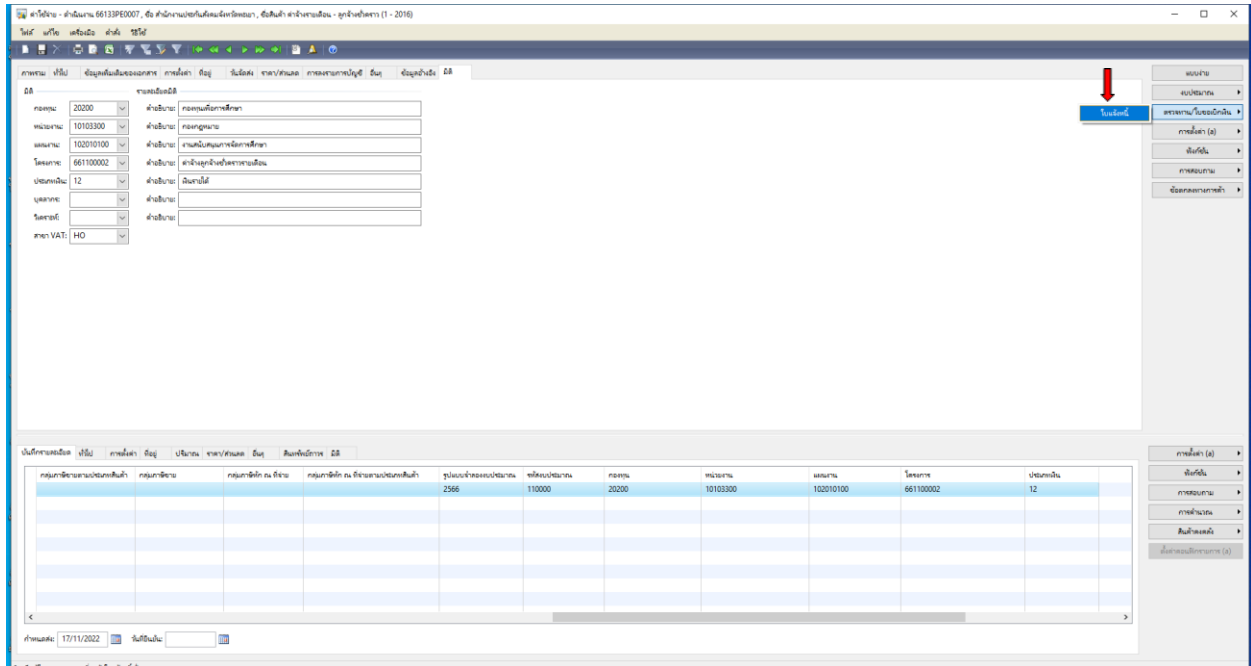 ค่าใช้จ่าย - ดำเนินงาน 66133PE0007 , ชื่อ สำนักงานประกันสังคมจังหวัดพะเยา , ชื่อสินค้า ค่าจ้างรายเดือน - ลูกจ้างชั่วคราว (1 - 2016)
ไฟล์ แก้ไข เครื่องมือ คำสั่ง วิธีใช้
ภาพรวม ทั่วไป ข้อมูลเพิ่มเติมของเอกสาร การตั้งค่า ที่อยู่ วันจัดส่ง ราคา/ส่วนลด การลงรายการบัญชี อื่นๆ ข้อมูลอ้างอิง มิติ
มิติ รายละเอียดมิติ
กองทุน: 20200 คำอธิบาย: กองทุนเพื่อการศึกษา
หน่วยงาน: 10103300 คำอธิบาย: กองกฎหมาย
แผนงาน: 102010100 คำอธิบาย: งานสนับสนุนการจัดการศึกษา
โครงการ: 661100002 คำอธิบาย: ค่าจ้างลูกจ้างชั่วคราวรายเดือน
ประเภทเงิน: 12 คำอธิบาย: เงินรายได้
บุคลากร: คำอธิบาย:
วิเคราะห์: คำอธิบาย:
สาขา VAT: HO
แบบง่าย
งบประมาณ
ใบแจ้งหนี้ ตรวจทาน/ใบขอเบิกเงิน
การตั้งค่า (a)
ฟังก์ชัน
การสอบถาม
ข้อตกลงทางการค้า
บันทึกรายละเอียด ทั่วไป การตั้งค่า ที่อยู่ ปริมาณ ราคา/ส่วนลด อื่นๆ สินทรัพย์ถาวร มิติ
กลุ่มภาษีขายตามประเภทสินค้า กลุ่มภาษีขาย กลุ่มภาษีหัก ณ ที่จ่าย กลุ่มภาษีหัก ณ ที่จ่ายตามประเภทสินค้า รูปแบบจำลองงบประมาณ รหัสงบประมาณ กองทุน หน่วยงาน แผนงาน โครงการ ประเภทเงิน
2566 110000 20200 10103300 102010100 661100002 12
การตั้งค่า (a)
ฟังก์ชัน
การสอบถาม
การคำนวณ
สินค้าคงคลัง
กำหนดส่ง: 17/11/2022 วันที่ยืนยัน: